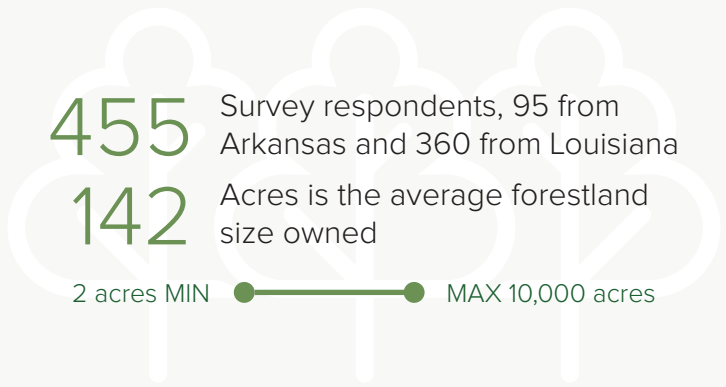 455
Survey respondents, 95 from
Arkansas and 360 from Louisiana
142
Acres is the average forestland
size owned
2 acres MIN
MAX 10,000 acres